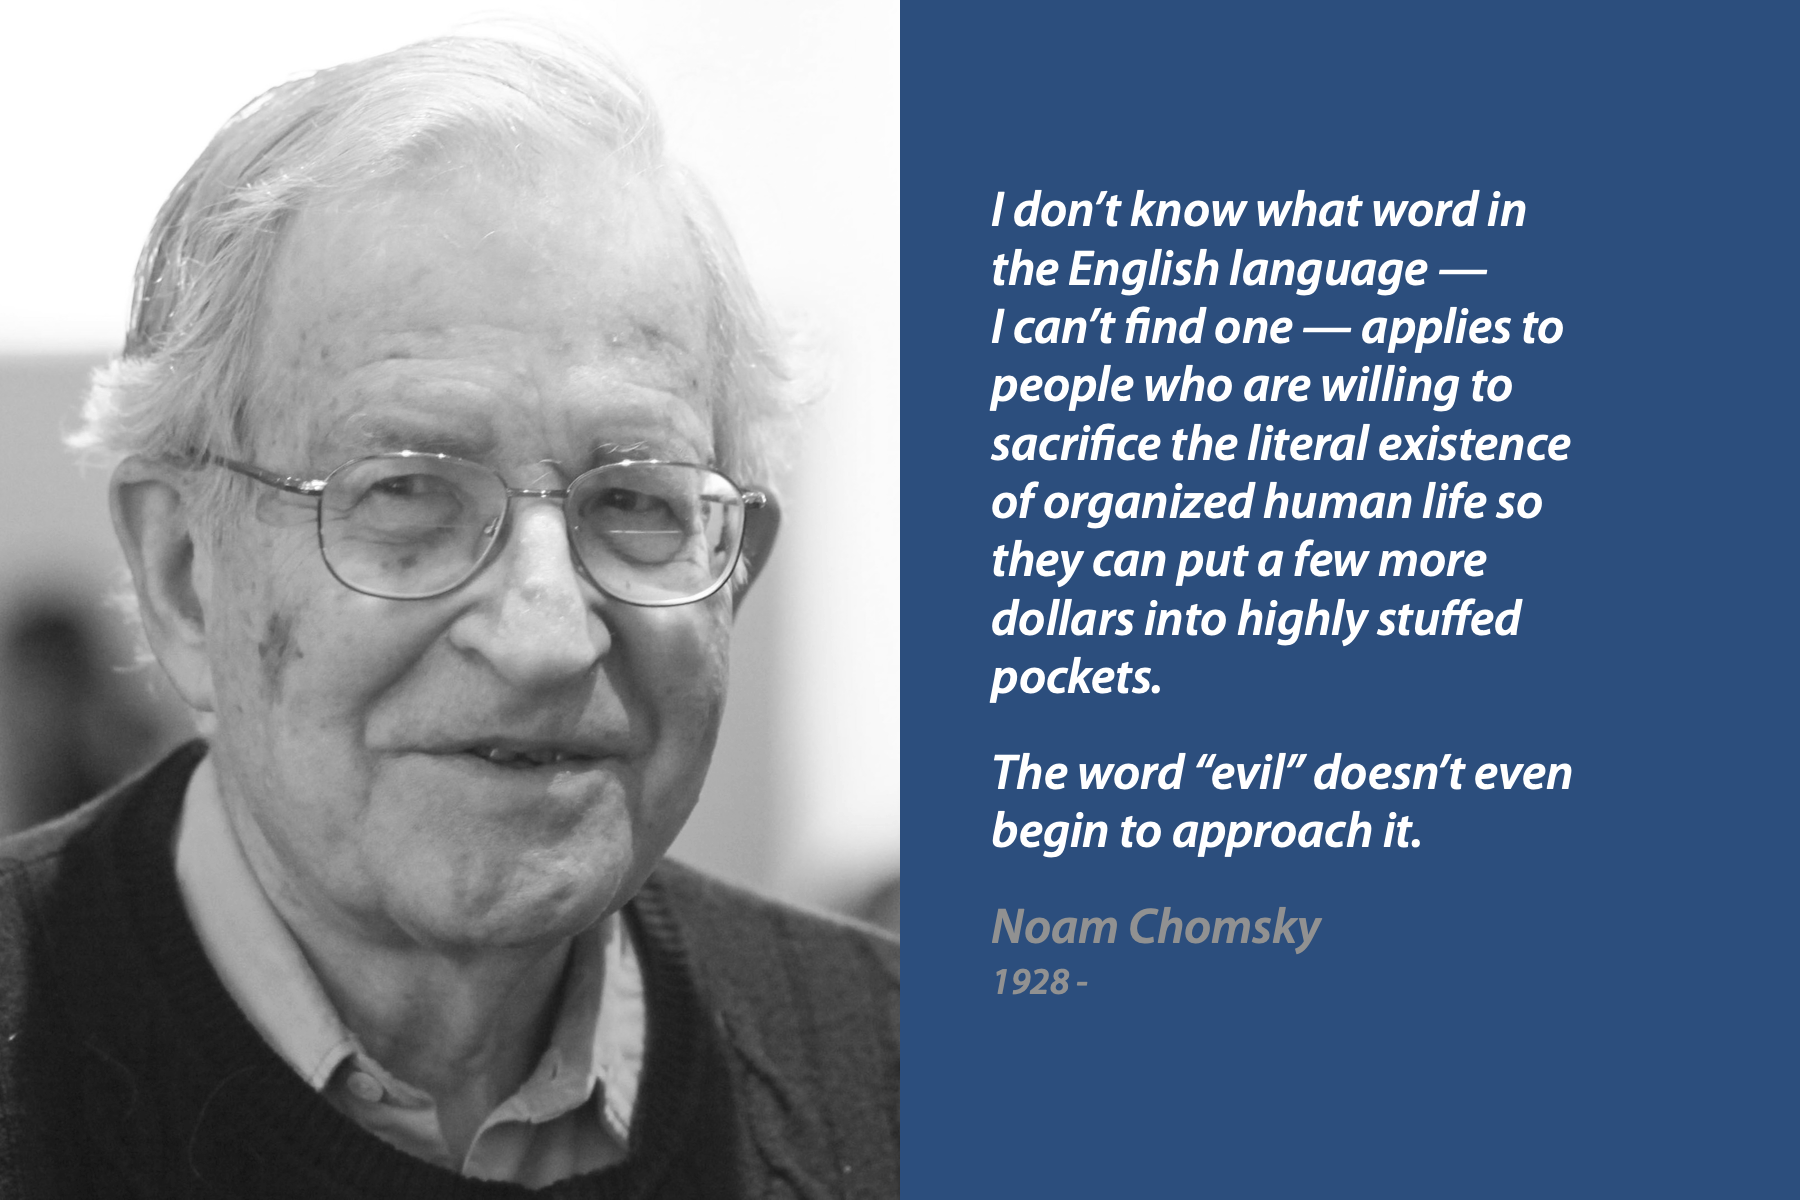 I don’t know what word in
the English language —
I can’t find one — applies to
people who are willing to
sacrifice the literal existence
of organized human life so
they can put a few more
dollars into highly stuffed
pockets.
The word “evil” doesn’t even
begin to approach it.
Noam Chomsky
1928 -